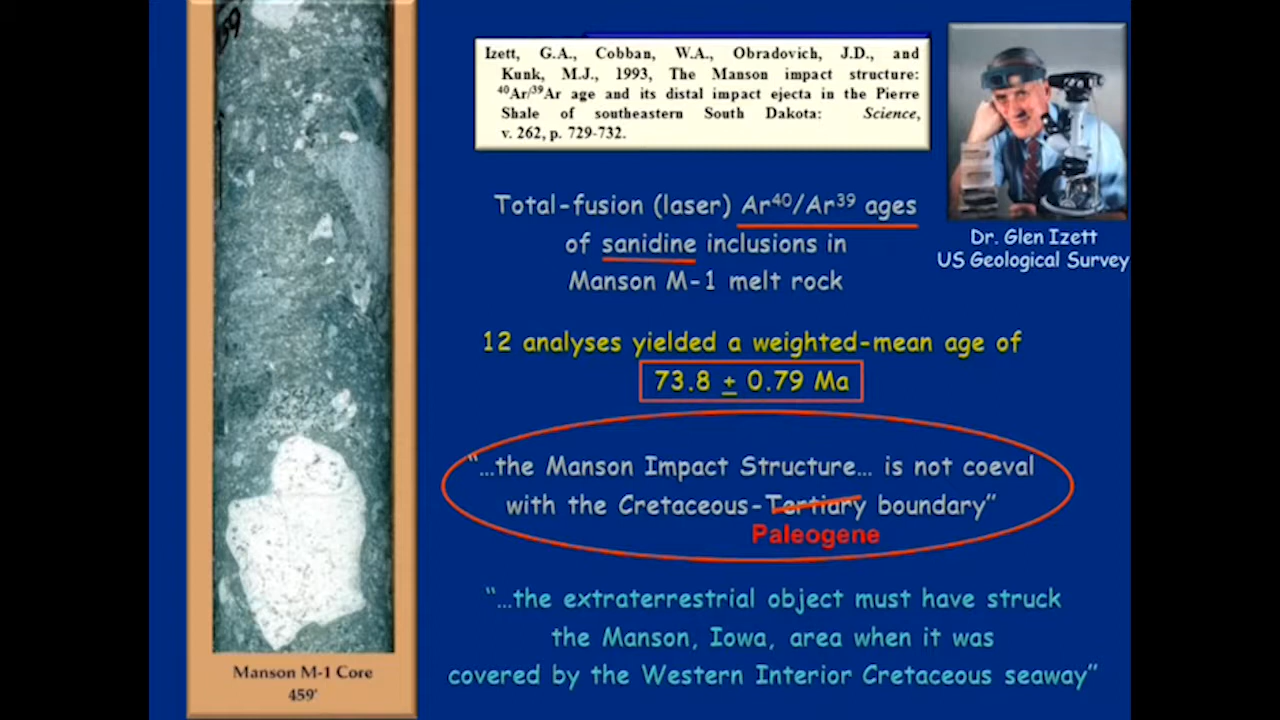 59
Izett, G.A., Cobban, W.A., Obradovich, J.D., and
Kunk, M.J., 1993, The Manson impact structure:
⁴⁰Ar/³⁹Ar age and its distal impact ejecta in the Pierre
Shale of southeastern South Dakota: Science,
v. 262, p. 729-732.
Dr. Glen Izett
US Geological Survey
Total-fusion (laser) Ar⁴⁰/Ar³⁹ ages
of sanidine inclusions in
Manson M-1 melt rock
12 analyses yielded a weighted-mean age of
73.8 ± 0.79 Ma
“…the Manson Impact Structure… is not coeval
with the Cretaceous-Tertiary boundary”
Paleogene
“…the extraterrestrial object must have struck
the Manson, Iowa, area when it was
covered by the Western Interior Cretaceous seaway”
Manson M-1 Core
459'